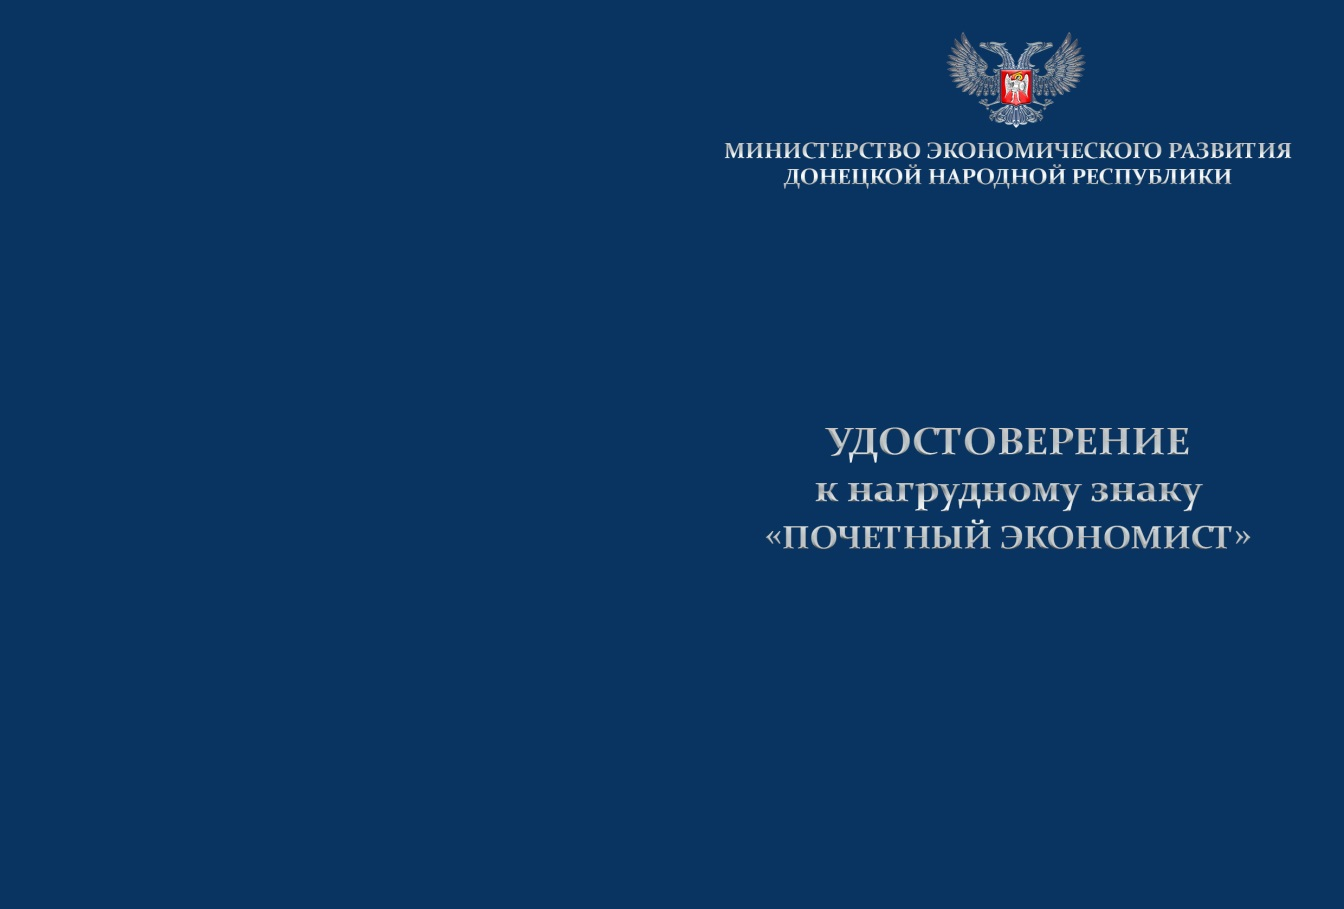 МИНИСТЕРСТВО ЭКОНОМИЧЕСКОГО РАЗВИТИЯ
ДОНЕЦКОЙ НАРОДНОЙ РЕСПУБЛИКИ
УДОСТОВЕРЕНИЕ
к нагрудному знаку
«ПОЧЕТНЫЙ ЭКОНОМИСТ»